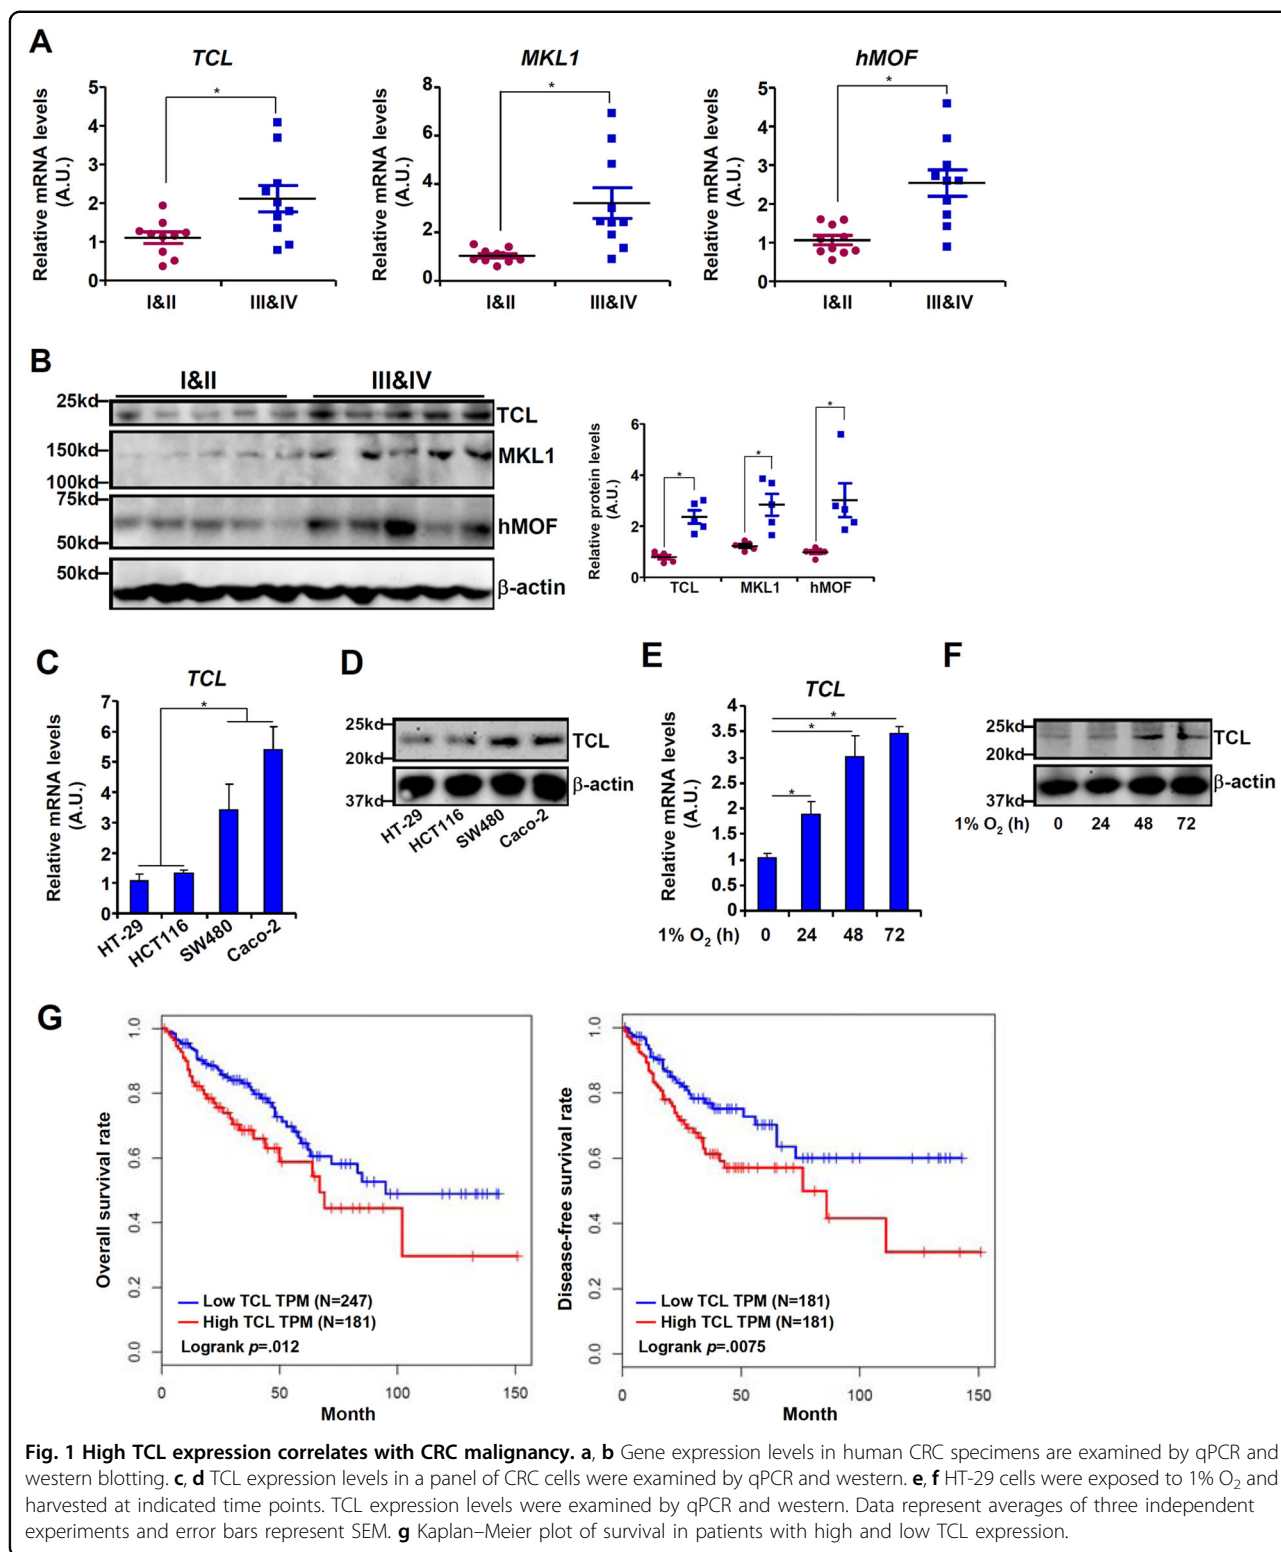 A
TCL
MKL1
hMOF
Relative mRNA levels
(A.U.)
5
4
3
2
1
0
I&II
III&IV
*
Relative mRNA levels
(A.U.)
8
6
4
2
0
I&II
III&IV
*
Relative mRNA levels
(A.U.)
5
4
3
2
1
0
I&II
III&IV
*
B
I&II
III&IV
25kd
TCL
150kd
MKL1
100kd
75kd
hMOF
50kd
50kd
β-actin
Relative protein levels
(A.U.)
6
4
2
0
*
*
*
TCL
MKL1
hMOF
C
TCL
Relative mRNA levels
(A.U.)
7
6
5
4
3
2
1
0
*
HT-29
HCT116
SW480
Caco-2
D
25kd
TCL
20kd
β-actin
37kd
HT-29
HCT116
SW480
Caco-2
E
TCL
Relative mRNA levels
(A.U.)
4
3.5
3
2.5
2
1.5
1
0.5
0
*
*
*
1% O₂ (h) 0 24 48 72
F
25kd
TCL
20kd
β-actin
37kd
1% O₂ (h) 0 24 48 72
G
Overall survival rate
1.0
0.8
0.6
0.4
0.2
0.0
Low TCL TPM (N=247)
High TCL TPM (N=181)
Logrank p=.012
0 50 100 150
Month
Disease-free survival rate
1.0
0.8
0.6
0.4
0.2
0.0
Low TCL TPM (N=181)
High TCL TPM (N=181)
Logrank p=.0075
0 50 100 150
Month
Fig. 1 High TCL expression correlates with CRC malignancy. a, b Gene expression levels in human CRC specimens are examined by qPCR and
western blotting. c, d TCL expression levels in a panel of CRC cells were examined by qPCR and western. e, f HT-29 cells were exposed to 1% O₂ and
harvested at indicated time points. TCL expression levels were examined by qPCR and western. Data represent averages of three independent
experiments and error bars represent SEM. g Kaplan–Meier plot of survival in patients with high and low TCL expression.